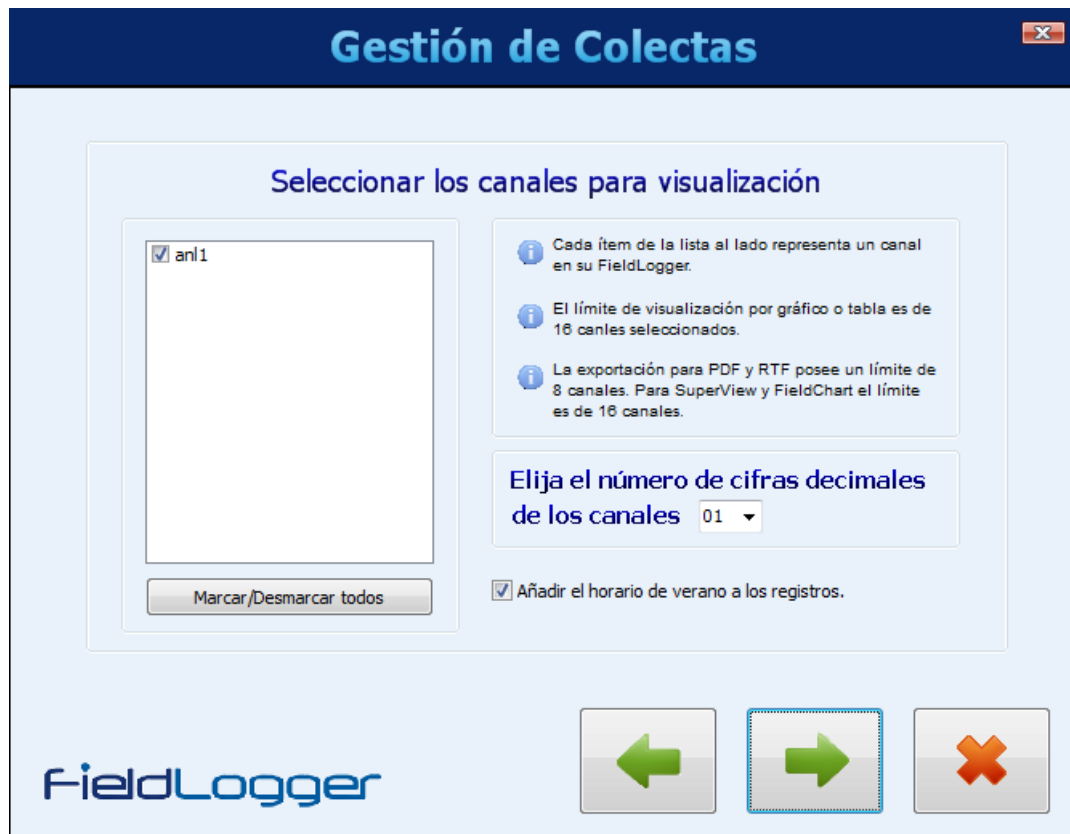 Gestión de Colectas
Seleccionar los canales para visualización
anl1
Marcar/Desmarcar todos
Cada ítem de la lista al lado representa un canal
en su FieldLogger.
El límite de visualización por gráfico o tabla es de
16 canles seleccionados.
La exportación para PDF y RTF posee un límite de
8 canales. Para SuperView y FieldChart el límite
es de 16 canales.
Elija el número de cifras decimales
de los canales 01
Añadir el horario de verano a los registros.
FieldLogger